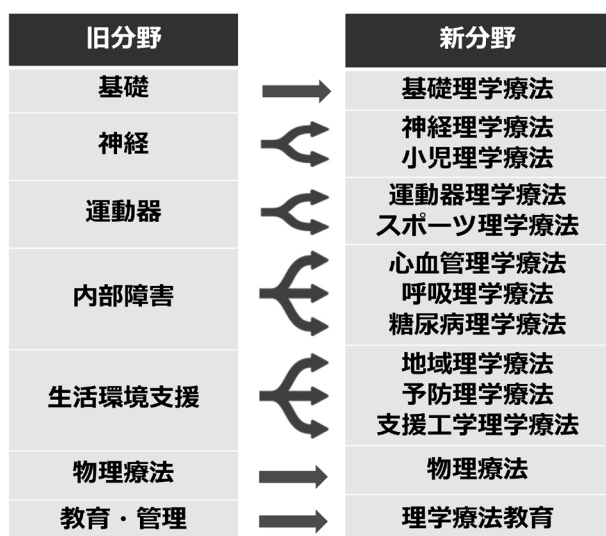 旧分野
新分野
基礎
基礎理学療法
神経
神経理学療法
小児理学療法
運動器
運動器理学療法
スポーツ理学療法
内部障害
心血管理学療法
呼吸理学療法
糖尿病理学療法
生活環境支援
地域理学療法
予防理学療法
支援工学理学療法
物理療法
物理療法
教育・管理
理学療法教育